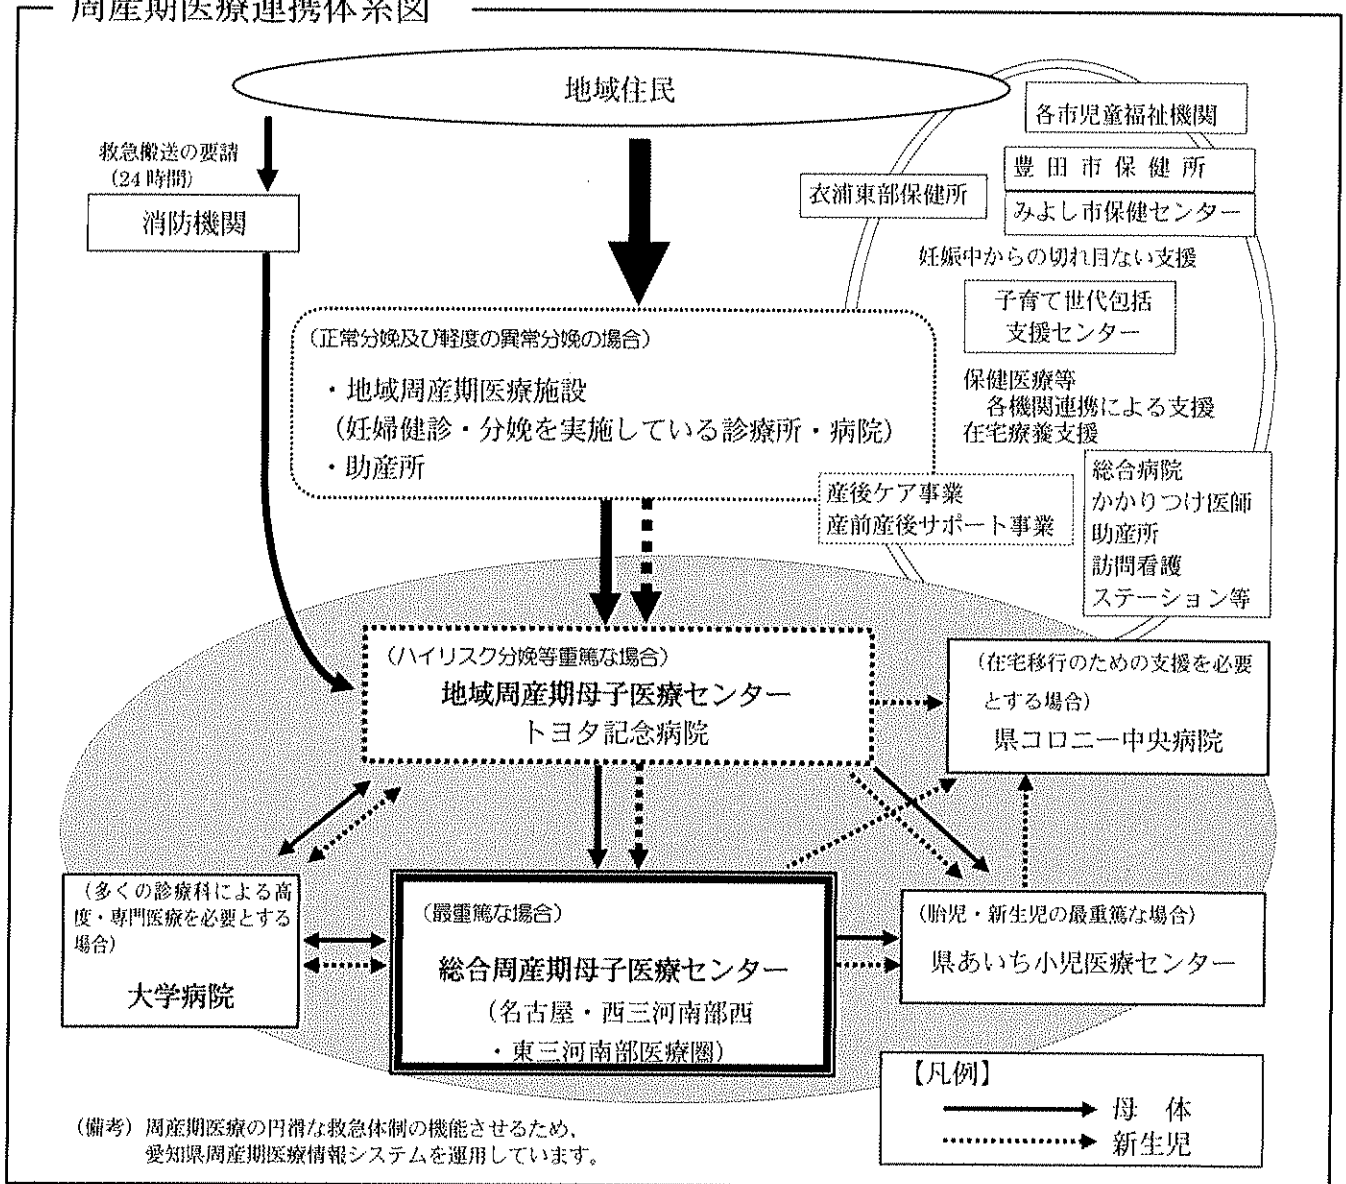 周産期医療連携体系図
地域住民
各市児童福祉機関
救急搬送の要請
(24時間)
消防機関
衣浦東部保健所
豊田市保健所
みよし市保健センター
妊娠中からの切れ目ない支援
子育て世代包括
支援センター
(正常分娩及び軽度の異常分娩の場合)
・地域周産期医療施設
(妊婦健診・分娩を実施している診療所・病院)
・助産所
保健医療等
各機関連携による支援
在宅療養支援
産後ケア事業
産前産後サポート事業
総合病院
かかりつけ医師
助産所
訪問看護
ステーション等
(ハイリスク分娩等重篤な場合)
地域周産期母子医療センター
トヨタ記念病院
(在宅移行のための支援を必要
とする場合)
県コロニー中央病院
(多くの診療科による高
度・専門医療を必要とする
場合)
大学病院
(最重篤な場合)
総合周産期母子医療センター
(名古屋・西三河南部西
・東三河南部医療圏)
(胎児・新生児の最重篤な場合)
県あいち小児医療センター
【凡例】
母 体
新生児
(備考) 周産期医療の円滑な救急体制の機能させるため、
愛知県周産期医療情報システムを運用しています。